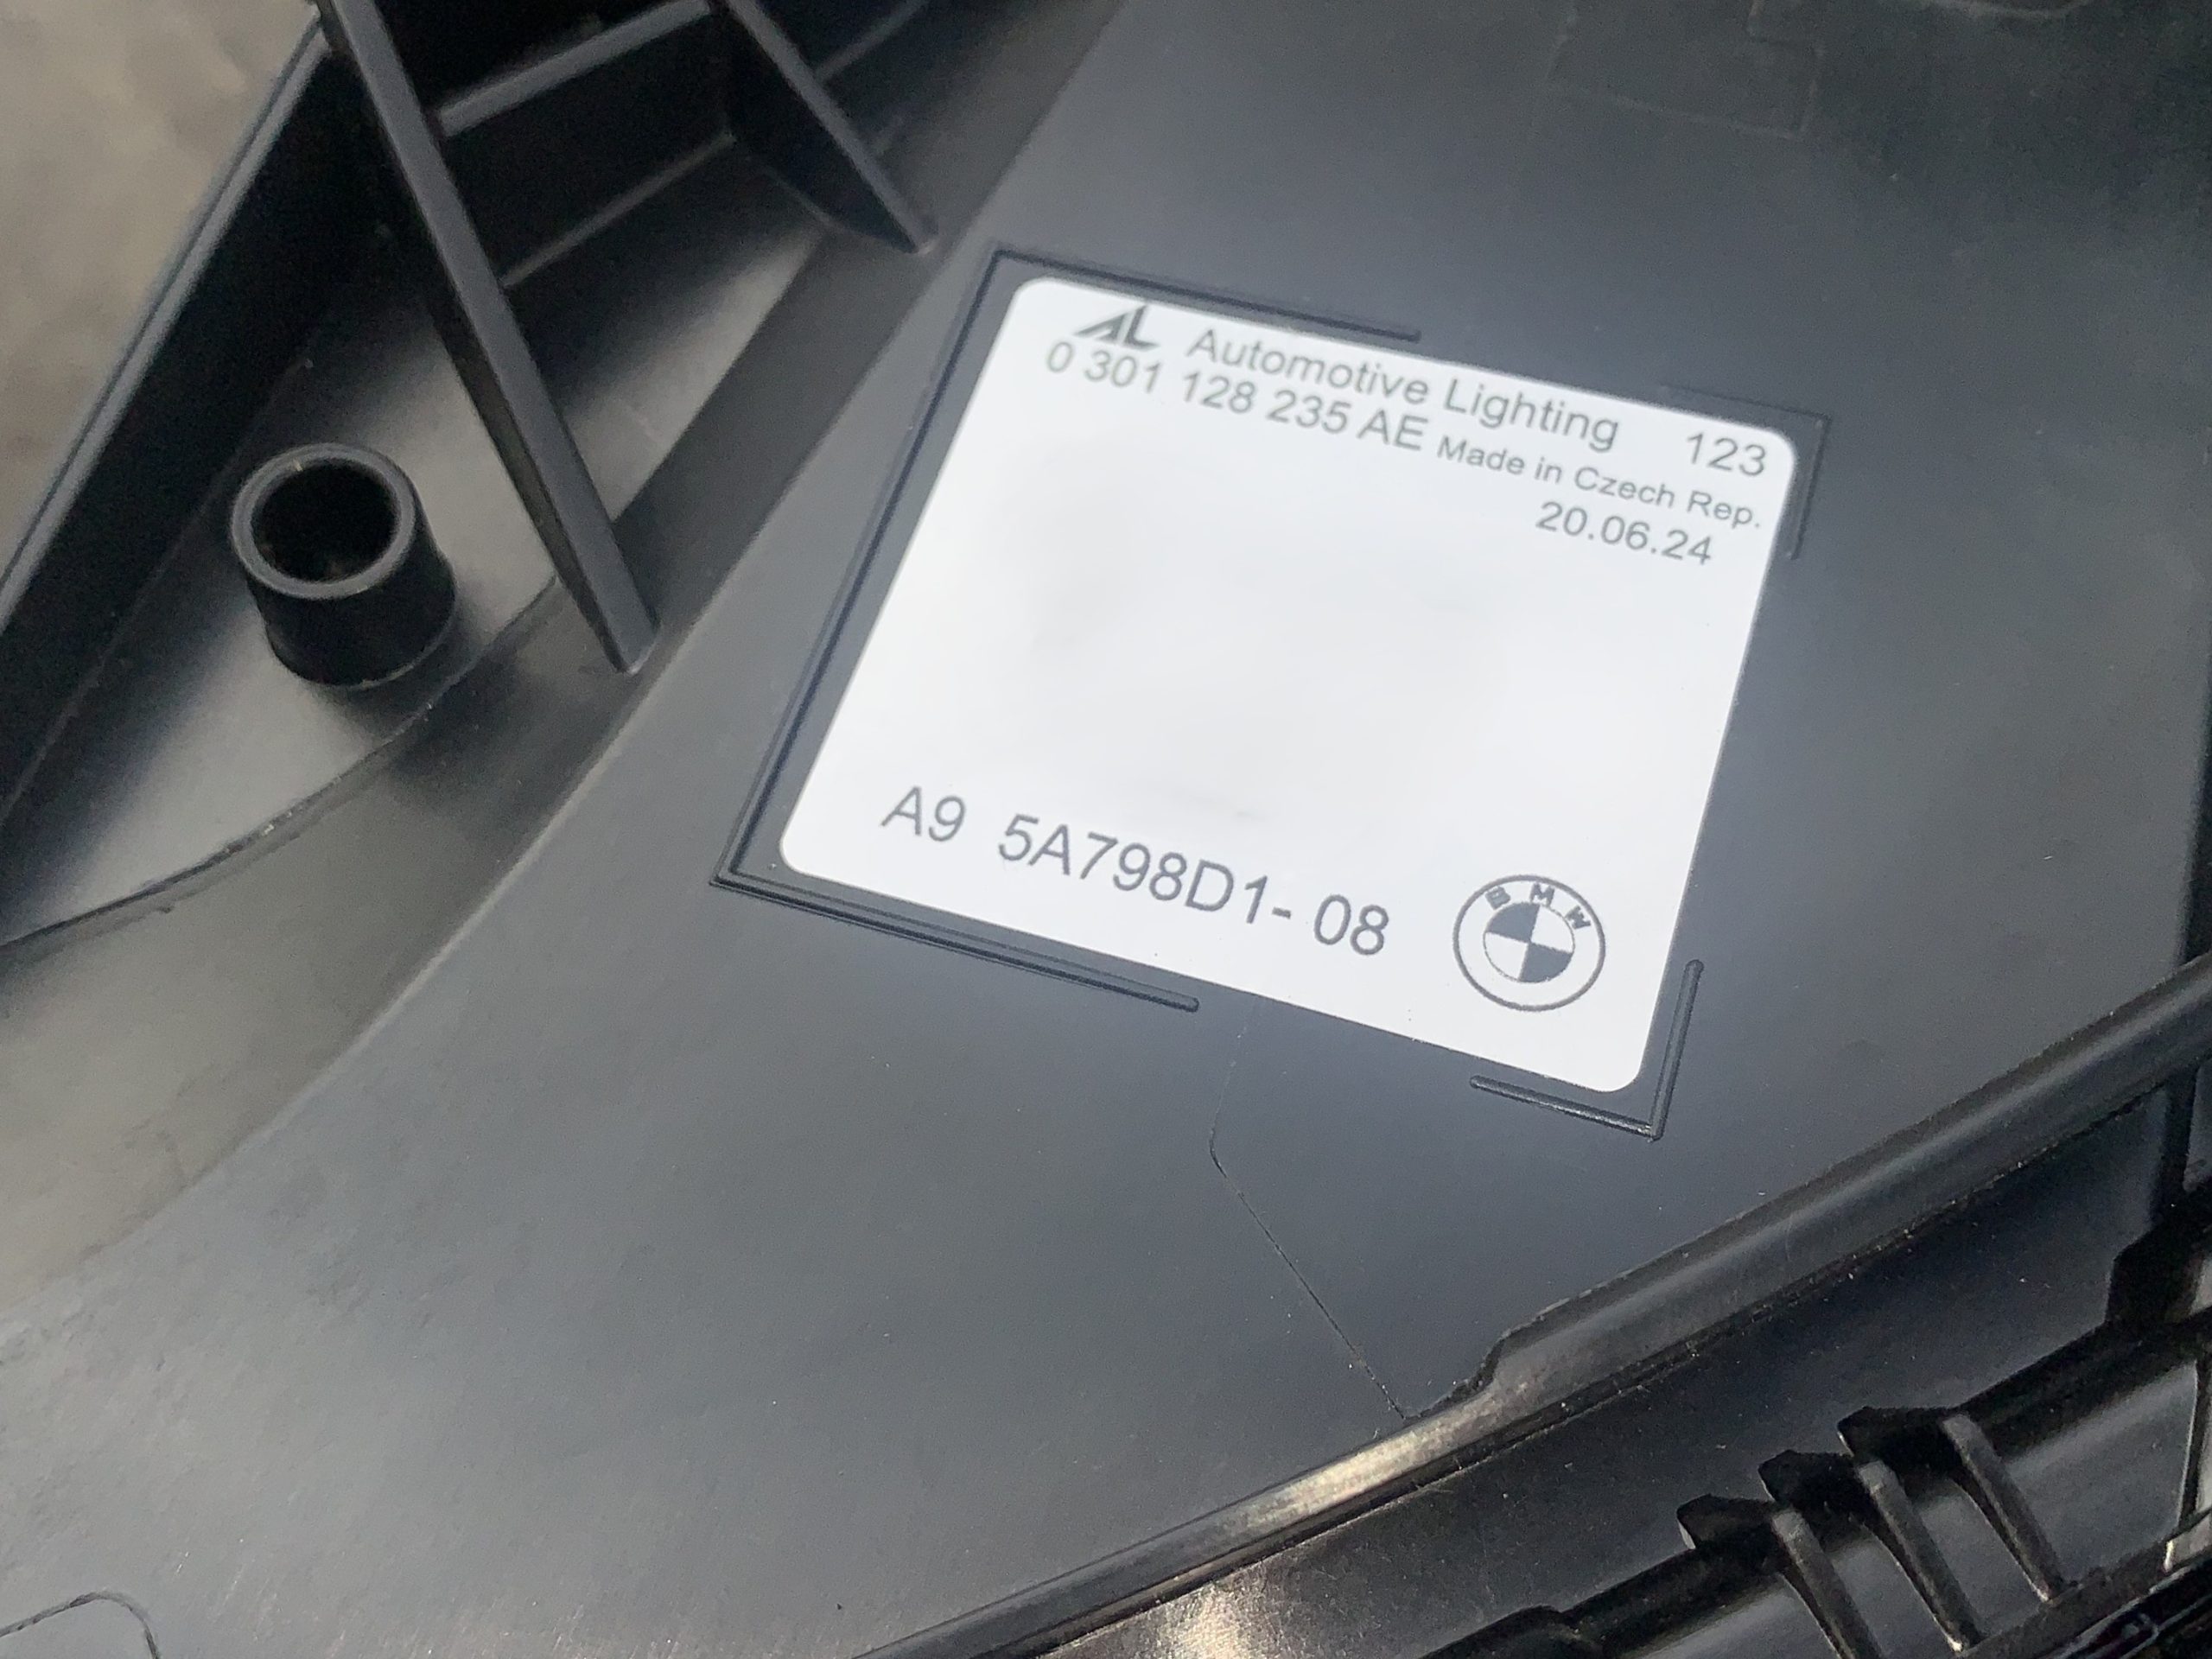 AL Automotive Lighting 123
0 301 128 235 AE Made in Czech Rep.
20.06.24
A9 5A798D1- 08
BMW